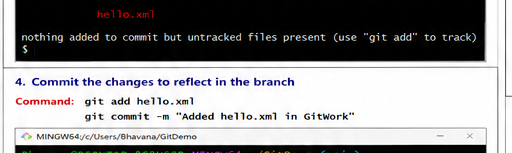 hello.xml
nothing added to commit but untracked files present (use "git add" to track)
$
4. Commit the changes to reflect in the branch
Command: git add hello.xml
git commit -m "Added hello.xml in GitWork"
MINGW64:/c/Users/Bhavana/GitDemo